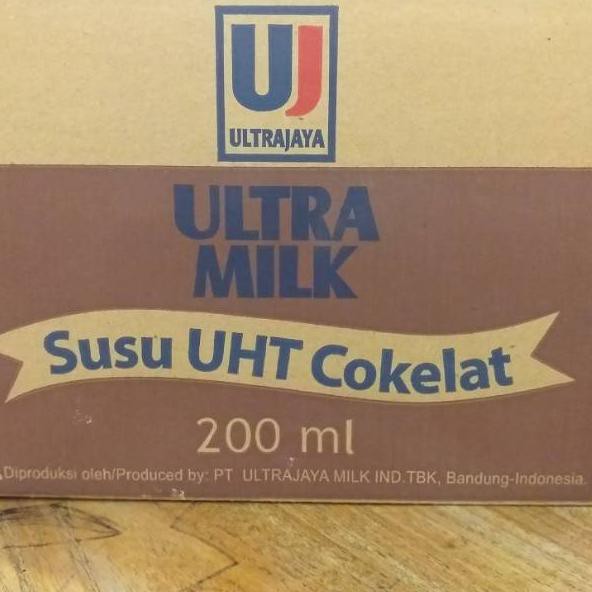 UJ
ULTRAJAYA
ULTRA
MILK
Susu UHT Cokelat
200 ml
Diproduksi oleh/Produced by: PT ULTRAJAYA MILK IND.TBK, Bandung-Indonesia.